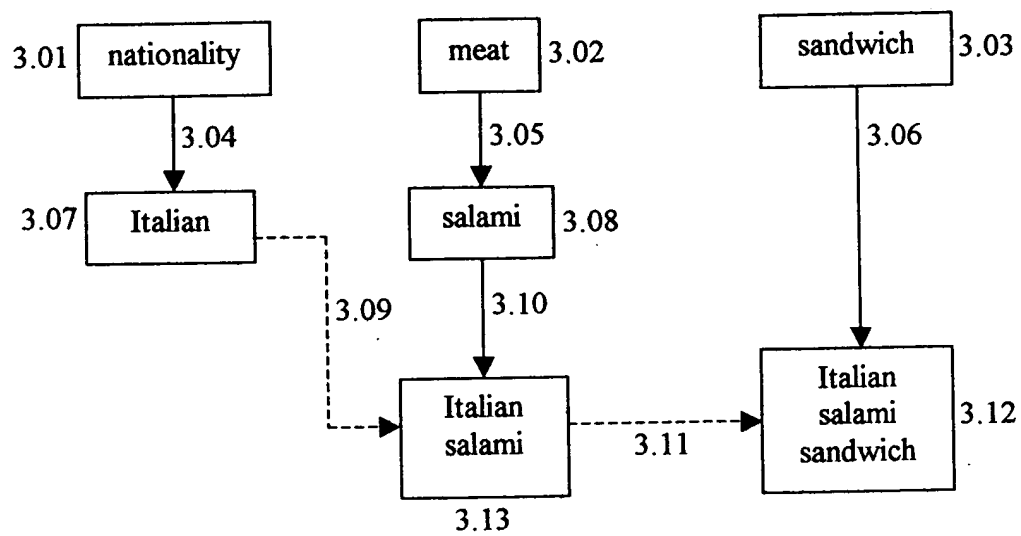 3.01 nationality meat 3.02 sandwich 3.03
3.04 3.05 3.06
3.07 Italian salami 3.08
3.09 3.10
Italian
salami
3.11
Italian
salami
sandwich
3.12
3.13